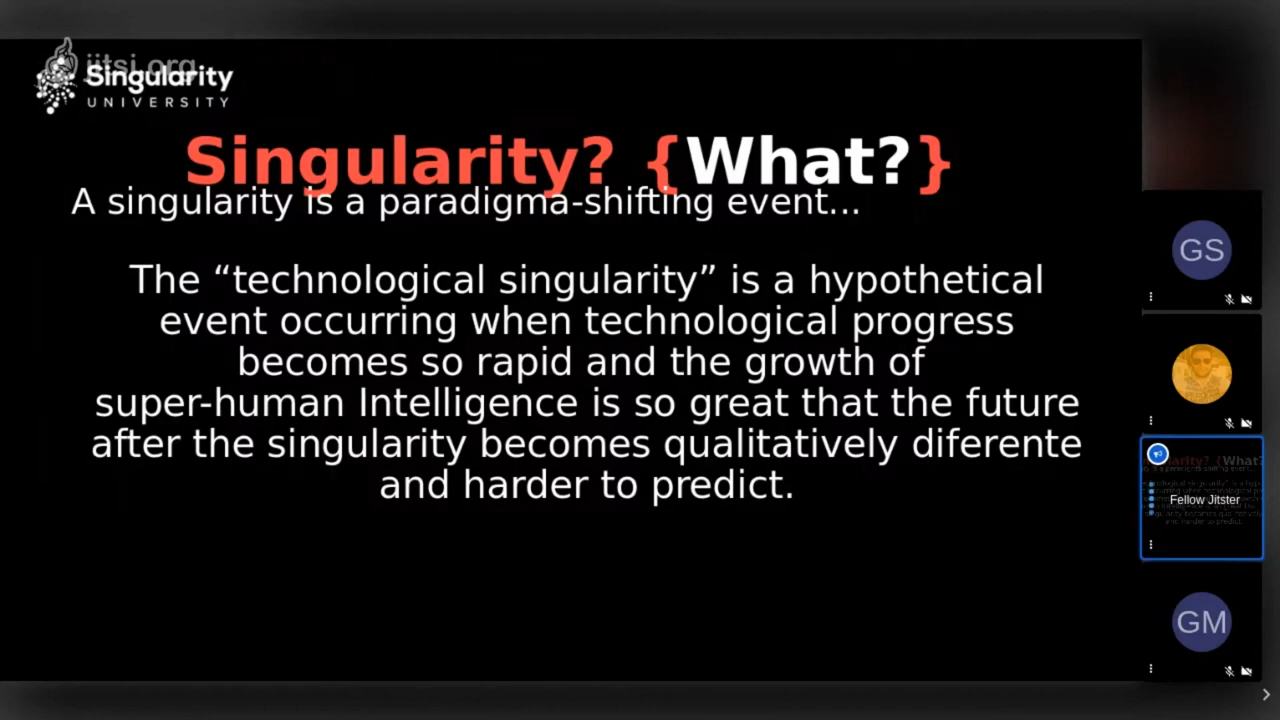 jitsi.org
Singularity
UNIVERSITY
Singularity? {What?}
A singularity is a paradigma-shifting event...
The “technological singularity” is a hypothetical
event occurring when technological progress
becomes so rapid and the growth of
super-human Intelligence is so great that the future
after the singularity becomes qualitatively diferente
and harder to predict.
GS
Fellow Jitster
GM